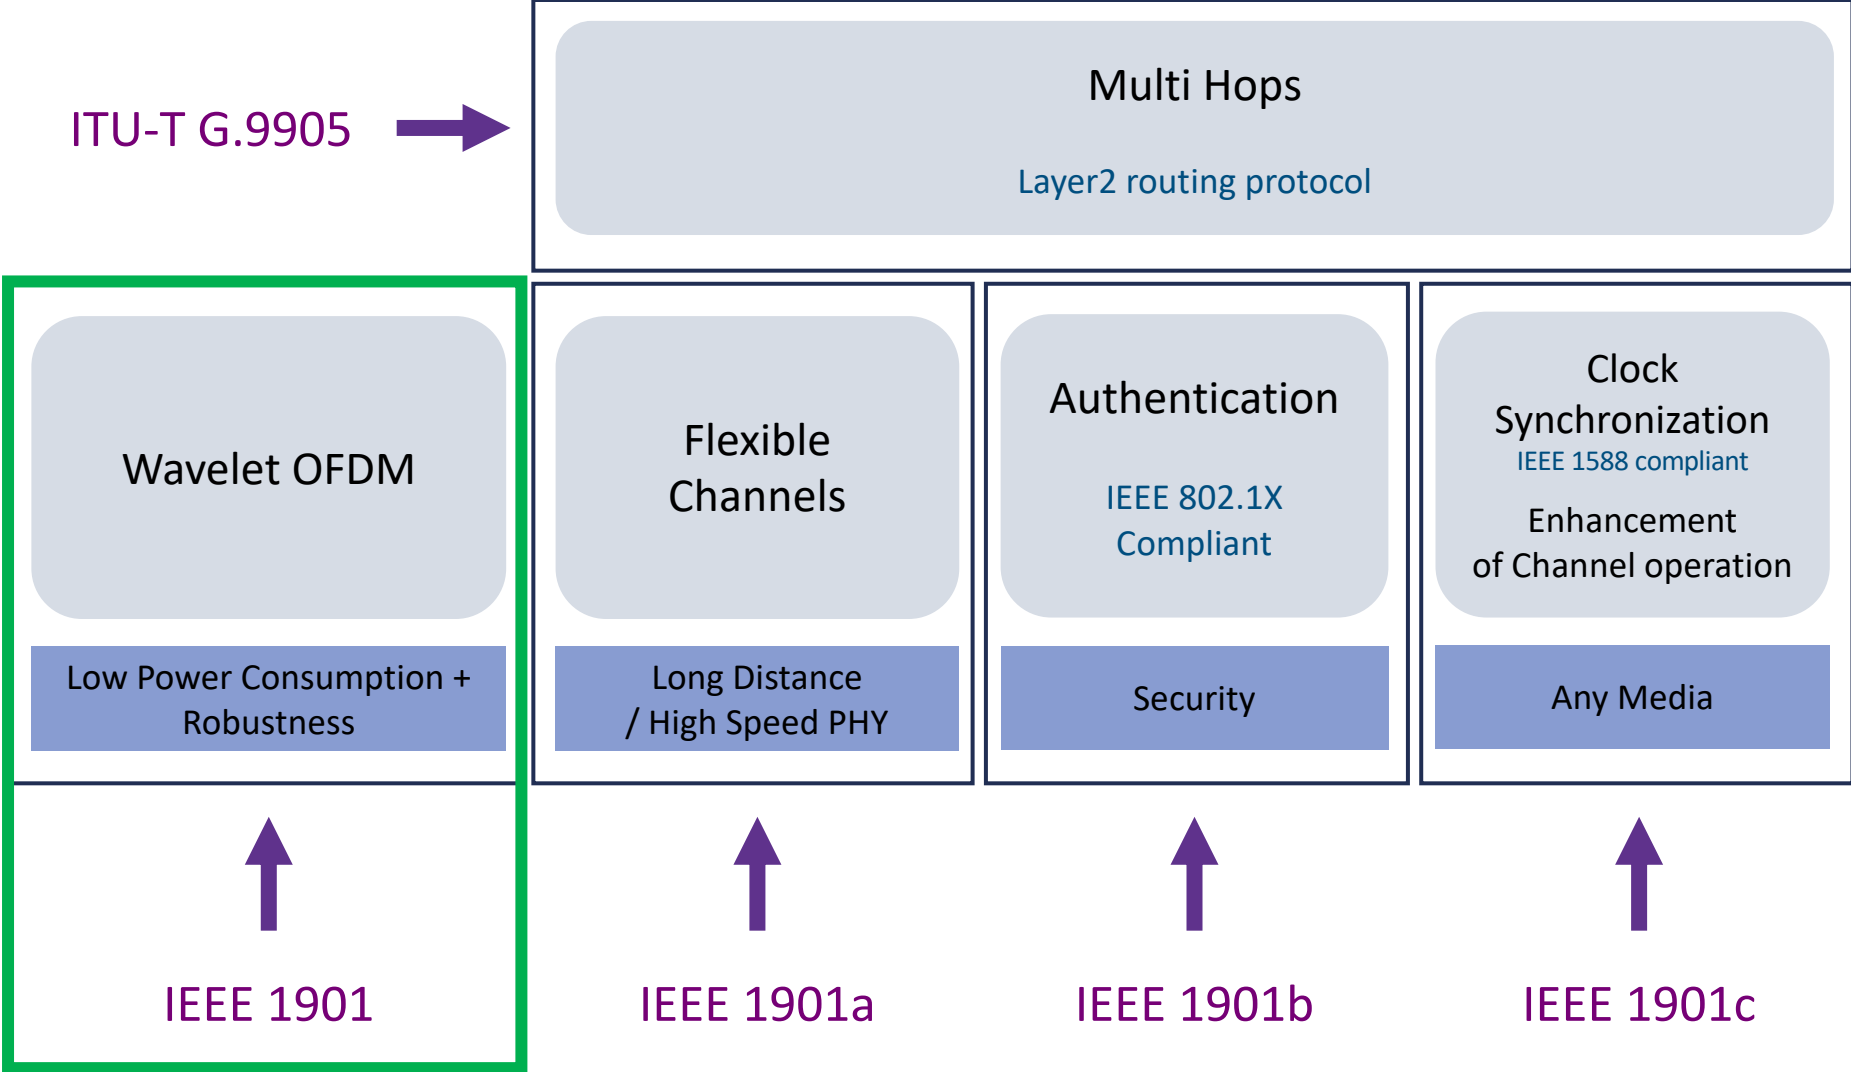 ITU-T G.9905
Multi Hops
Layer2 routing protocol
Wavelet OFDM
Low Power Consumption +
Robustness
IEEE 1901
Flexible
Channels
Long Distance
/ High Speed PHY
IEEE 1901a
Authentication
IEEE 802.1X
Compliant
Security
IEEE 1901b
Clock
Synchronization
IEEE 1588 compliant
Enhancement
of Channel operation
Any Media
IEEE 1901c